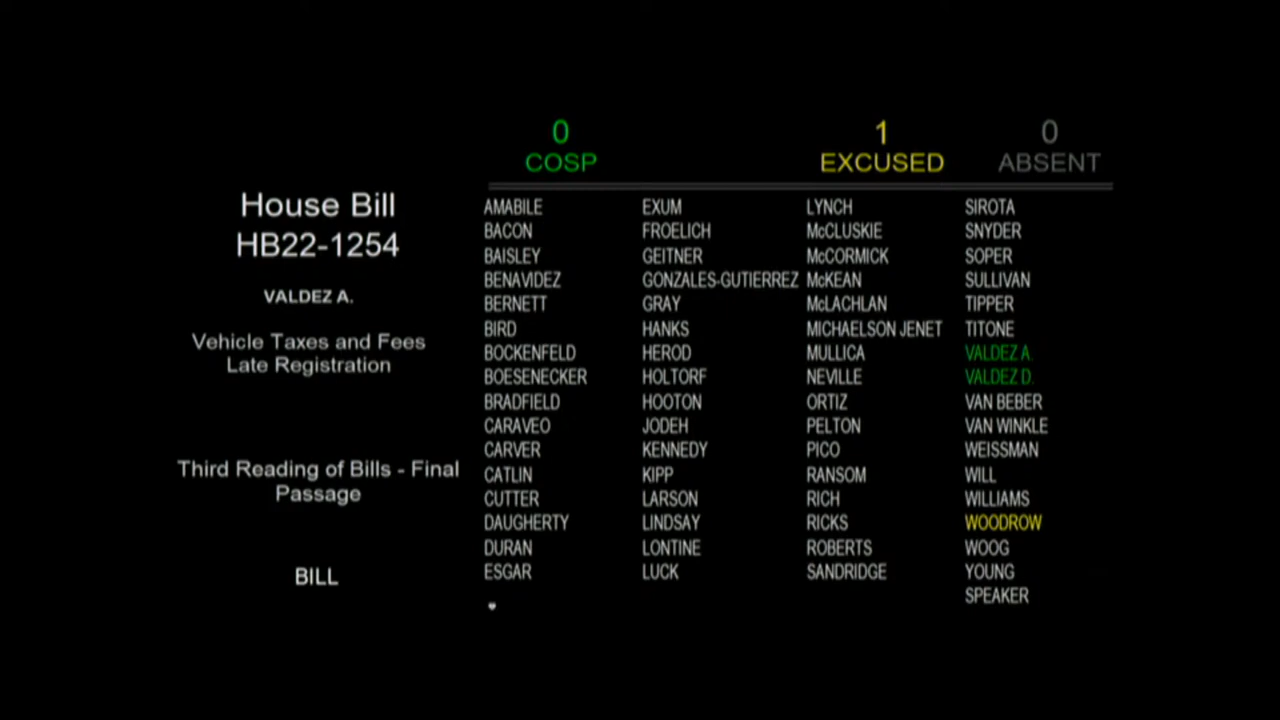 0
COSP
1
EXCUSED
0
ABSENT
House Bill
HB22-1254
VALDEZ A.
Vehicle Taxes and Fees
Late Registration
Third Reading of Bills - Final
Passage
BILL
AMABILE
BACON
BAISLEY
BENAVIDEZ
BERNETT
BIRD
BOCKENFELD
BOESENECKER
BRADFIELD
CARAVEO
CARVER
CATLIN
CUTTER
DAUGHERTY
DURAN
ESGAR
EXUM
FROELICH
GEITNER
GONZALES-GUTIERREZ
GRAY
HANKS
HEROD
HOLTORF
HOOTON
JODEH
KENNEDY
KIPP
LARSON
LINDSAY
LONTINE
LUCK
LYNCH
McCLUSKIE
McCORMICK
McKEAN
McLACHLAN
MICHAELSON JENET
MULLICA
NEVILLE
ORTIZ
PELTON
PICO
RANSOM
RICH
RICKS
ROBERTS
SANDRIDGE
SIROTA
SNYDER
SOPER
SULLIVAN
TIPPER
TITONE
VALDEZ A.
VALDEZ D.
VAN BEBER
VAN WINKLE
WEISSMAN
WILL
WILLIAMS
WOODROW
WOOG
YOUNG
SPEAKER